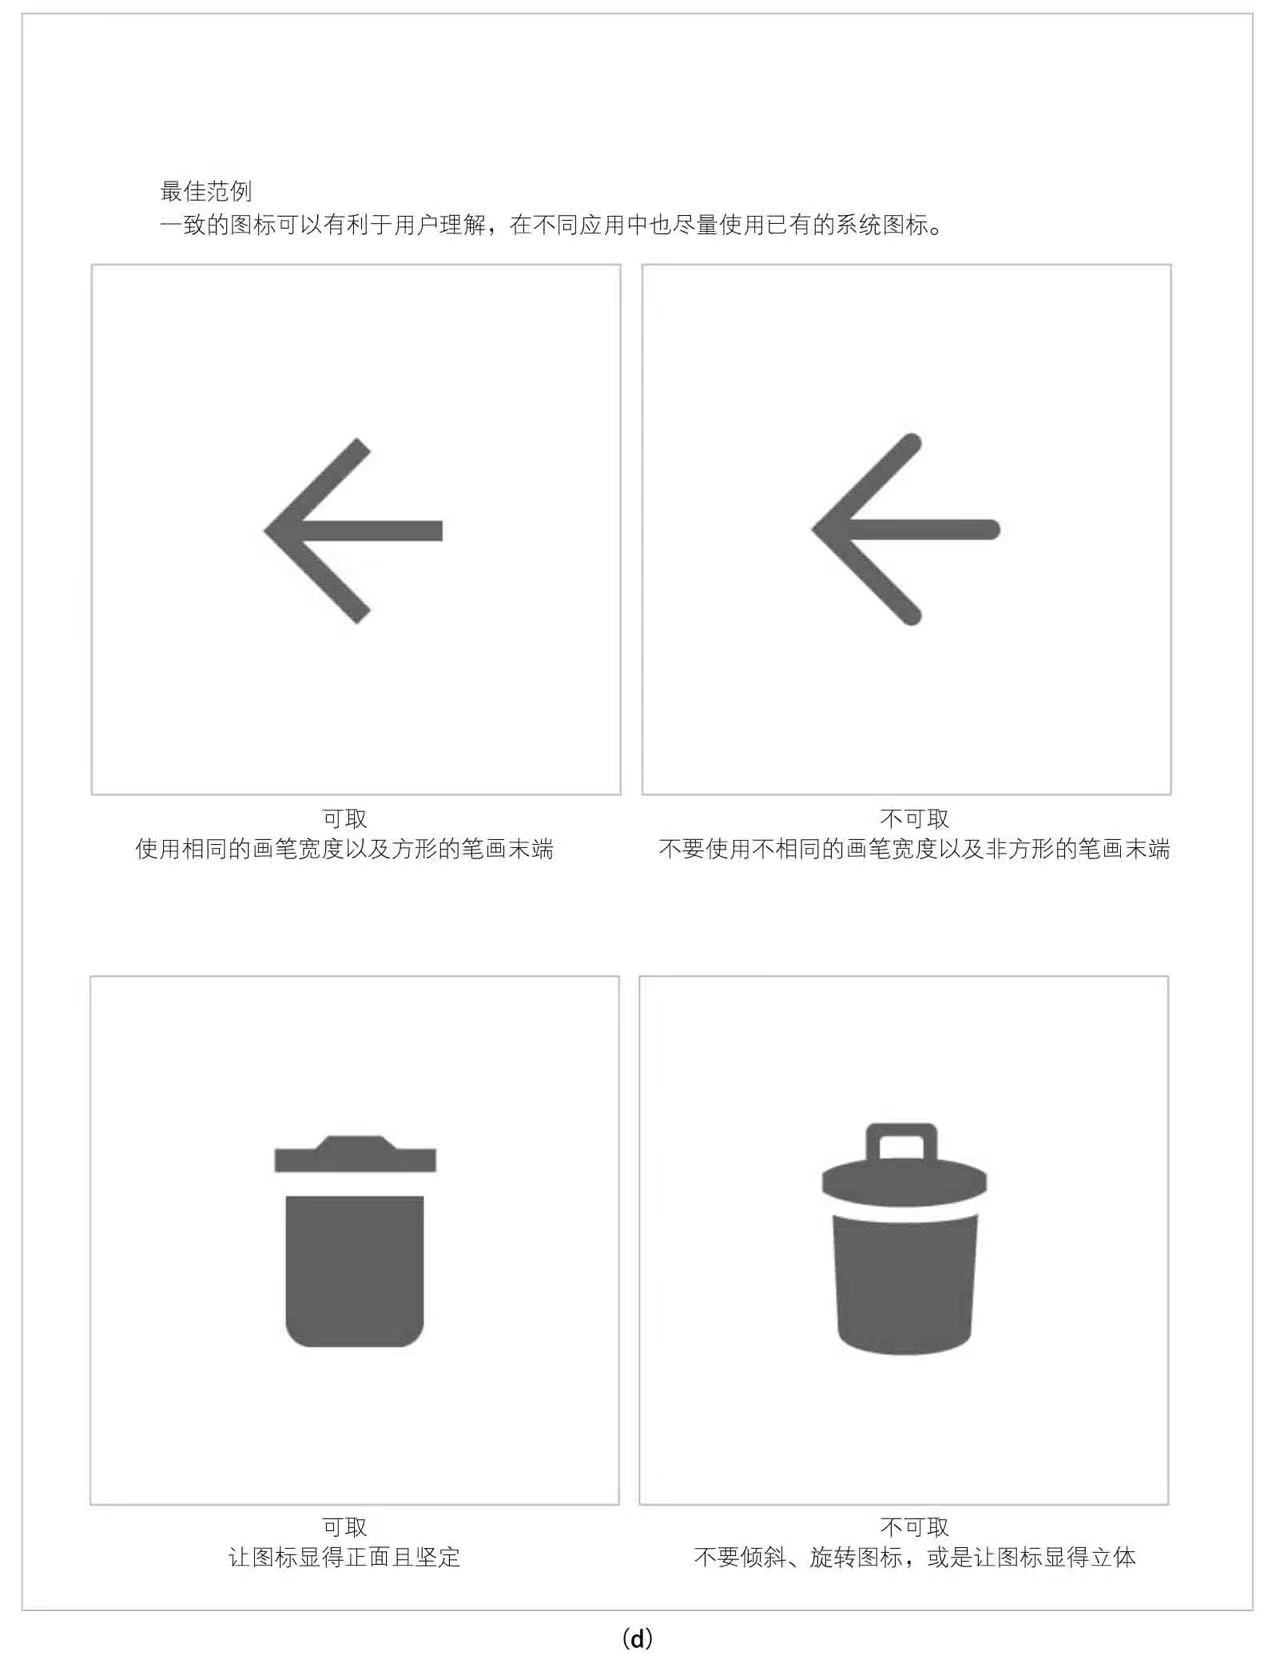 最佳范例
一致的图标可以有利于用户理解，在不同应用中也尽量使用已有的系统图标。
可取
使用相同的画笔宽度以及方形的笔画末端
不可取
不要使用不相同的画笔宽度以及非方形的笔画末端
可取
让图标显得正面且坚定
不可取
不要倾斜、旋转图标，或是让图标显得立体
(d)